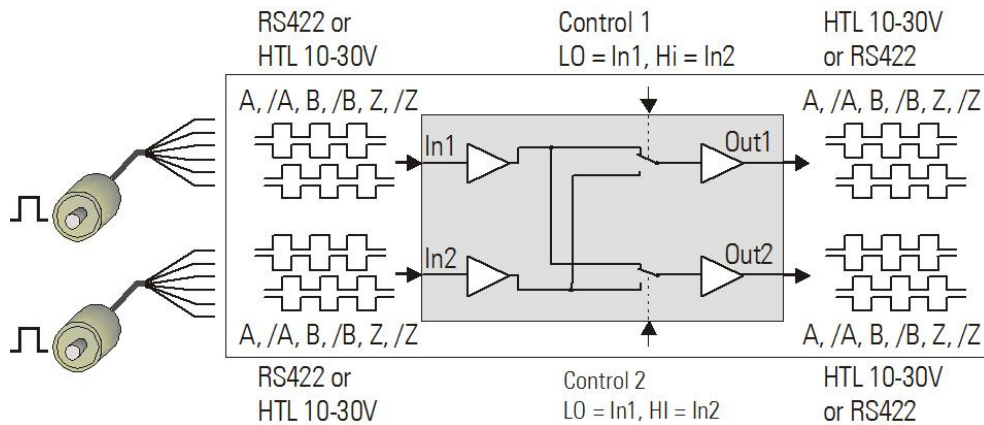 RS422 or
HTL 10-30V
Control 1
LO = In1, Hi = In2
HTL 10-30V
or RS422
A, /A, B, /B, Z, /Z
A, /A, B, /B, Z, /Z
In1
Out1
In2
Out2
A, /A, B, /B, Z, /Z
A, /A, B, /B, Z, /Z
RS422 or
HTL 10-30V
Control 2
LO = In1, HI = In2
HTL 10-30V
or RS422